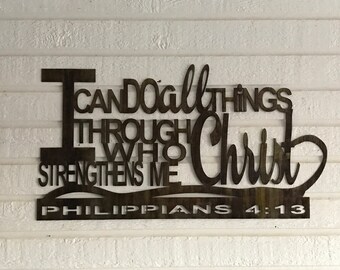 I CAN DO all THiNGS
THROUGH Christ
WHO
STRENGTHENS ME
PHILIPPIANS 4:13